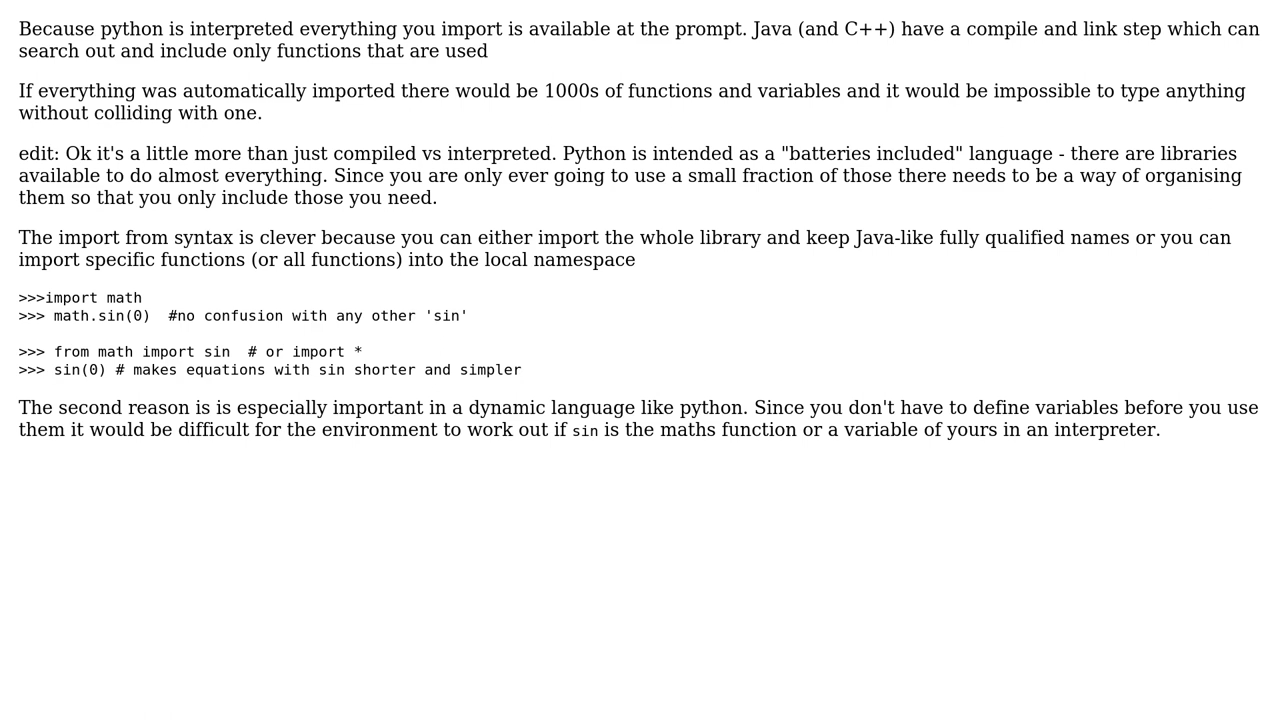 Because python is interpreted everything you import is available at the prompt. Java (and C++) have a compile and link step which can
search out and include only functions that are used
If everything was automatically imported there would be 1000s of functions and variables and it would be impossible to type anything
without colliding with one.
edit: Ok it's a little more than just compiled vs interpreted. Python is intended as a "batteries included" language - there are libraries
available to do almost everything. Since you are only ever going to use a small fraction of those there needs to be a way of organising
them so that you only include those you need.
The import from syntax is clever because you can either import the whole library and keep Java-like fully qualified names or you can
import specific functions (or all functions) into the local namespace
>>>import math
>>> math.sin(0)  #no confusion with any other 'sin'
>>> from math import sin  # or import *
>>> sin(0) # makes equations with sin shorter and simpler
The second reason is is especially important in a dynamic language like python. Since you don't have to define variables before you use
them it would be difficult for the environment to work out if sin is the maths function or a variable of yours in an interpreter.